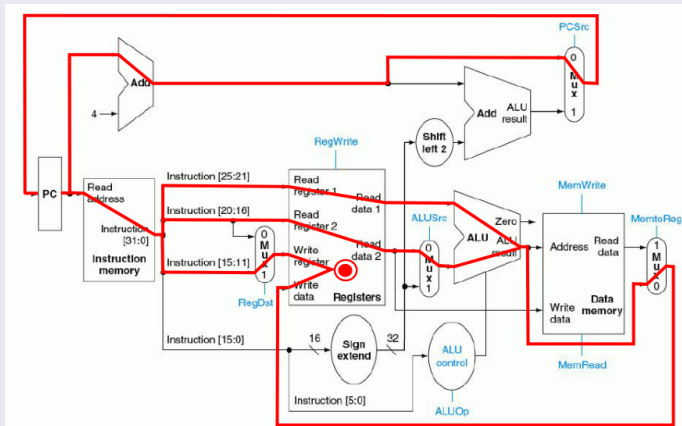 PCSrc
0
M
u
x
1
Add
4
Add
ALU
result
Shift
left 2
RegWrite
PC
Read
address
Instruction
[31:0]
Instruction
memory
Instruction [25:21]
Instruction [20:16]
Instruction [15:11]
0
M
u
x
1
RegDst
Read
register 1
Read
data 1
Read
register 2
Write
register
Read
data 2
Write
data
Registers
ALUSrc
0
M
u
x
1
Zero
ALU
ALU
result
MemWrite
Address
Read
data
Write
data
Data
memory
MemRead
MemtoReg
1
M
u
x
0
Instruction [15:0]
16
Sign
extend
32
ALU
control
ALUOp
Instruction [5:0]